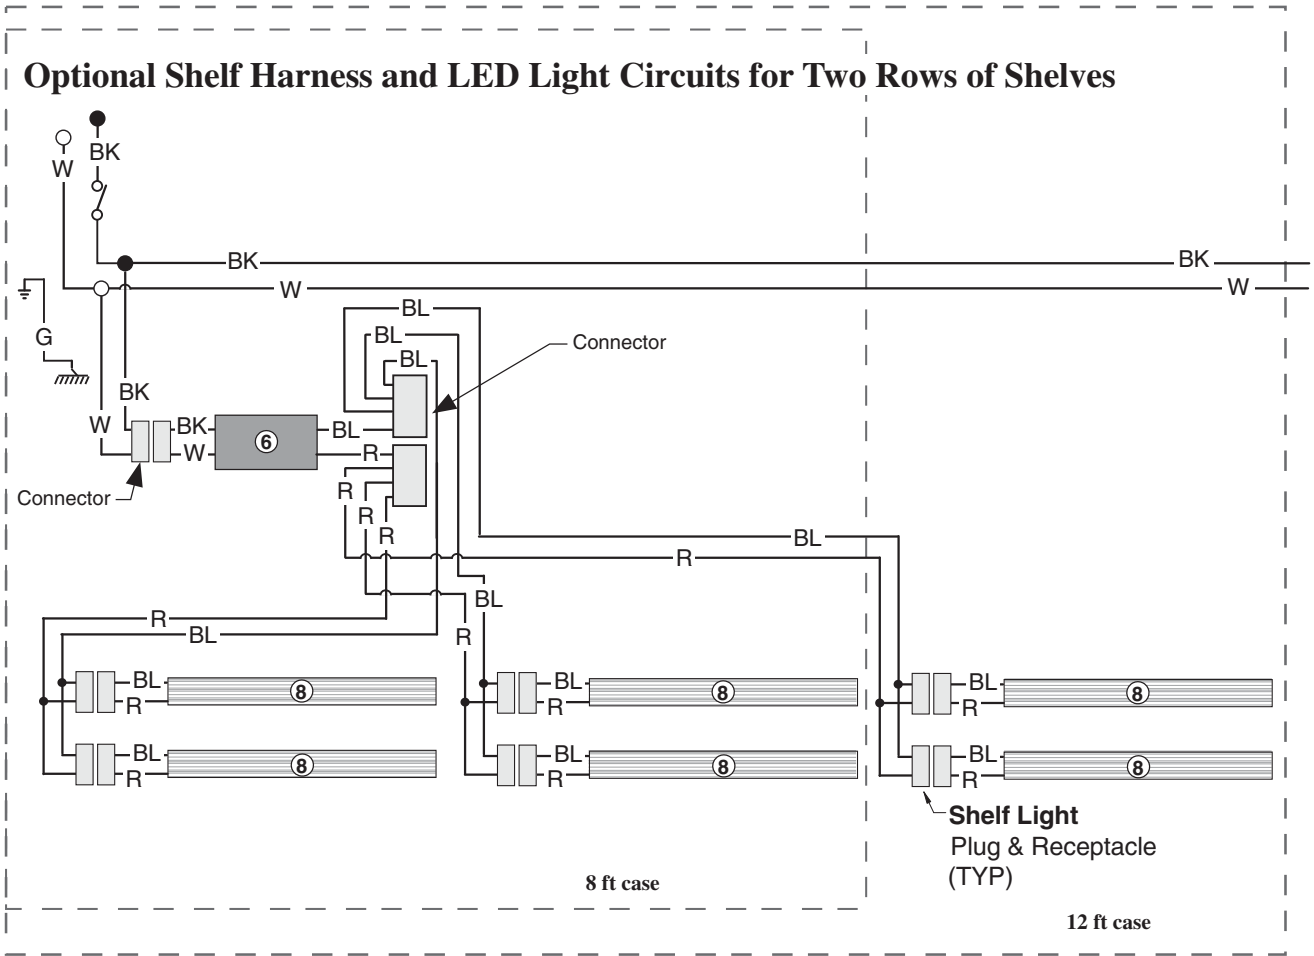 Optional Shelf Harness and LED Light Circuits for Two Rows of Shelves
BK
W
BK
BK
W
W
BL
G
BL
Connector
BL
BK
W
BK
BL
6
W
R
Connector
R
R
R
BL
R
BL
R
BL
R
BL
8
R
BL
8
R
BL
8
R
BL
8
R
BL
8
R
BL
8
R
Shelf Light
Plug & Receptacle
(TYP)
8 ft case
12 ft case